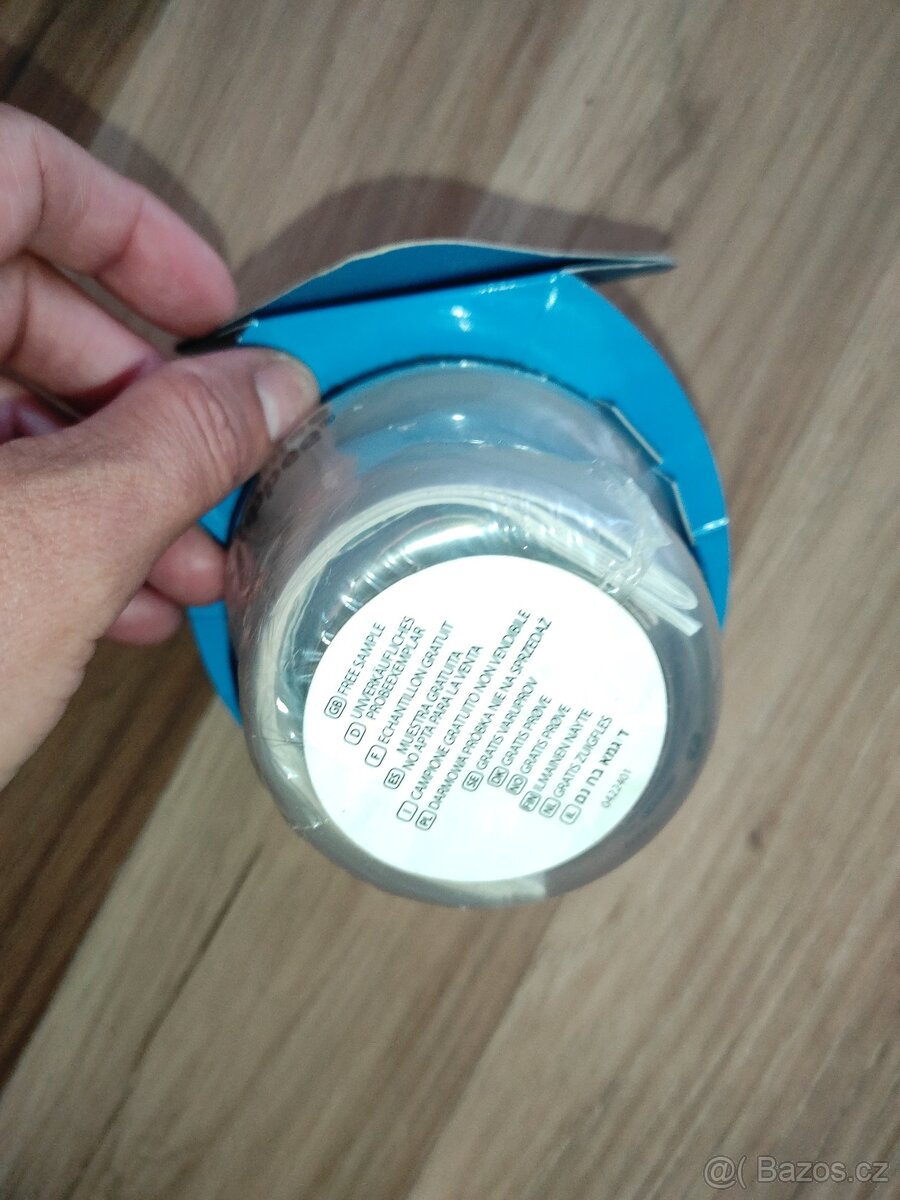 GB FREE SAMPLE
D UNVERKÄUFLICHES
PROBEEXEMPLAR
F ECHANTILLON GRATUIT
ES MUESTRA GRATUITA
NO APTA PARA LA VENTA
I CAMPIONE GRATUITO NON VENDIBILE
PL DARMOWA PRÓBKA NIE NA SPRZEDAŻ
SE GRATIS VARUPROV
DK GRATIS PRØVE
NO GRATIS PRØVE
FIN ILMAINEN NÄYTE
NL GRATIS ZUIGFLES
IL
0422401
@( Bazos.cz